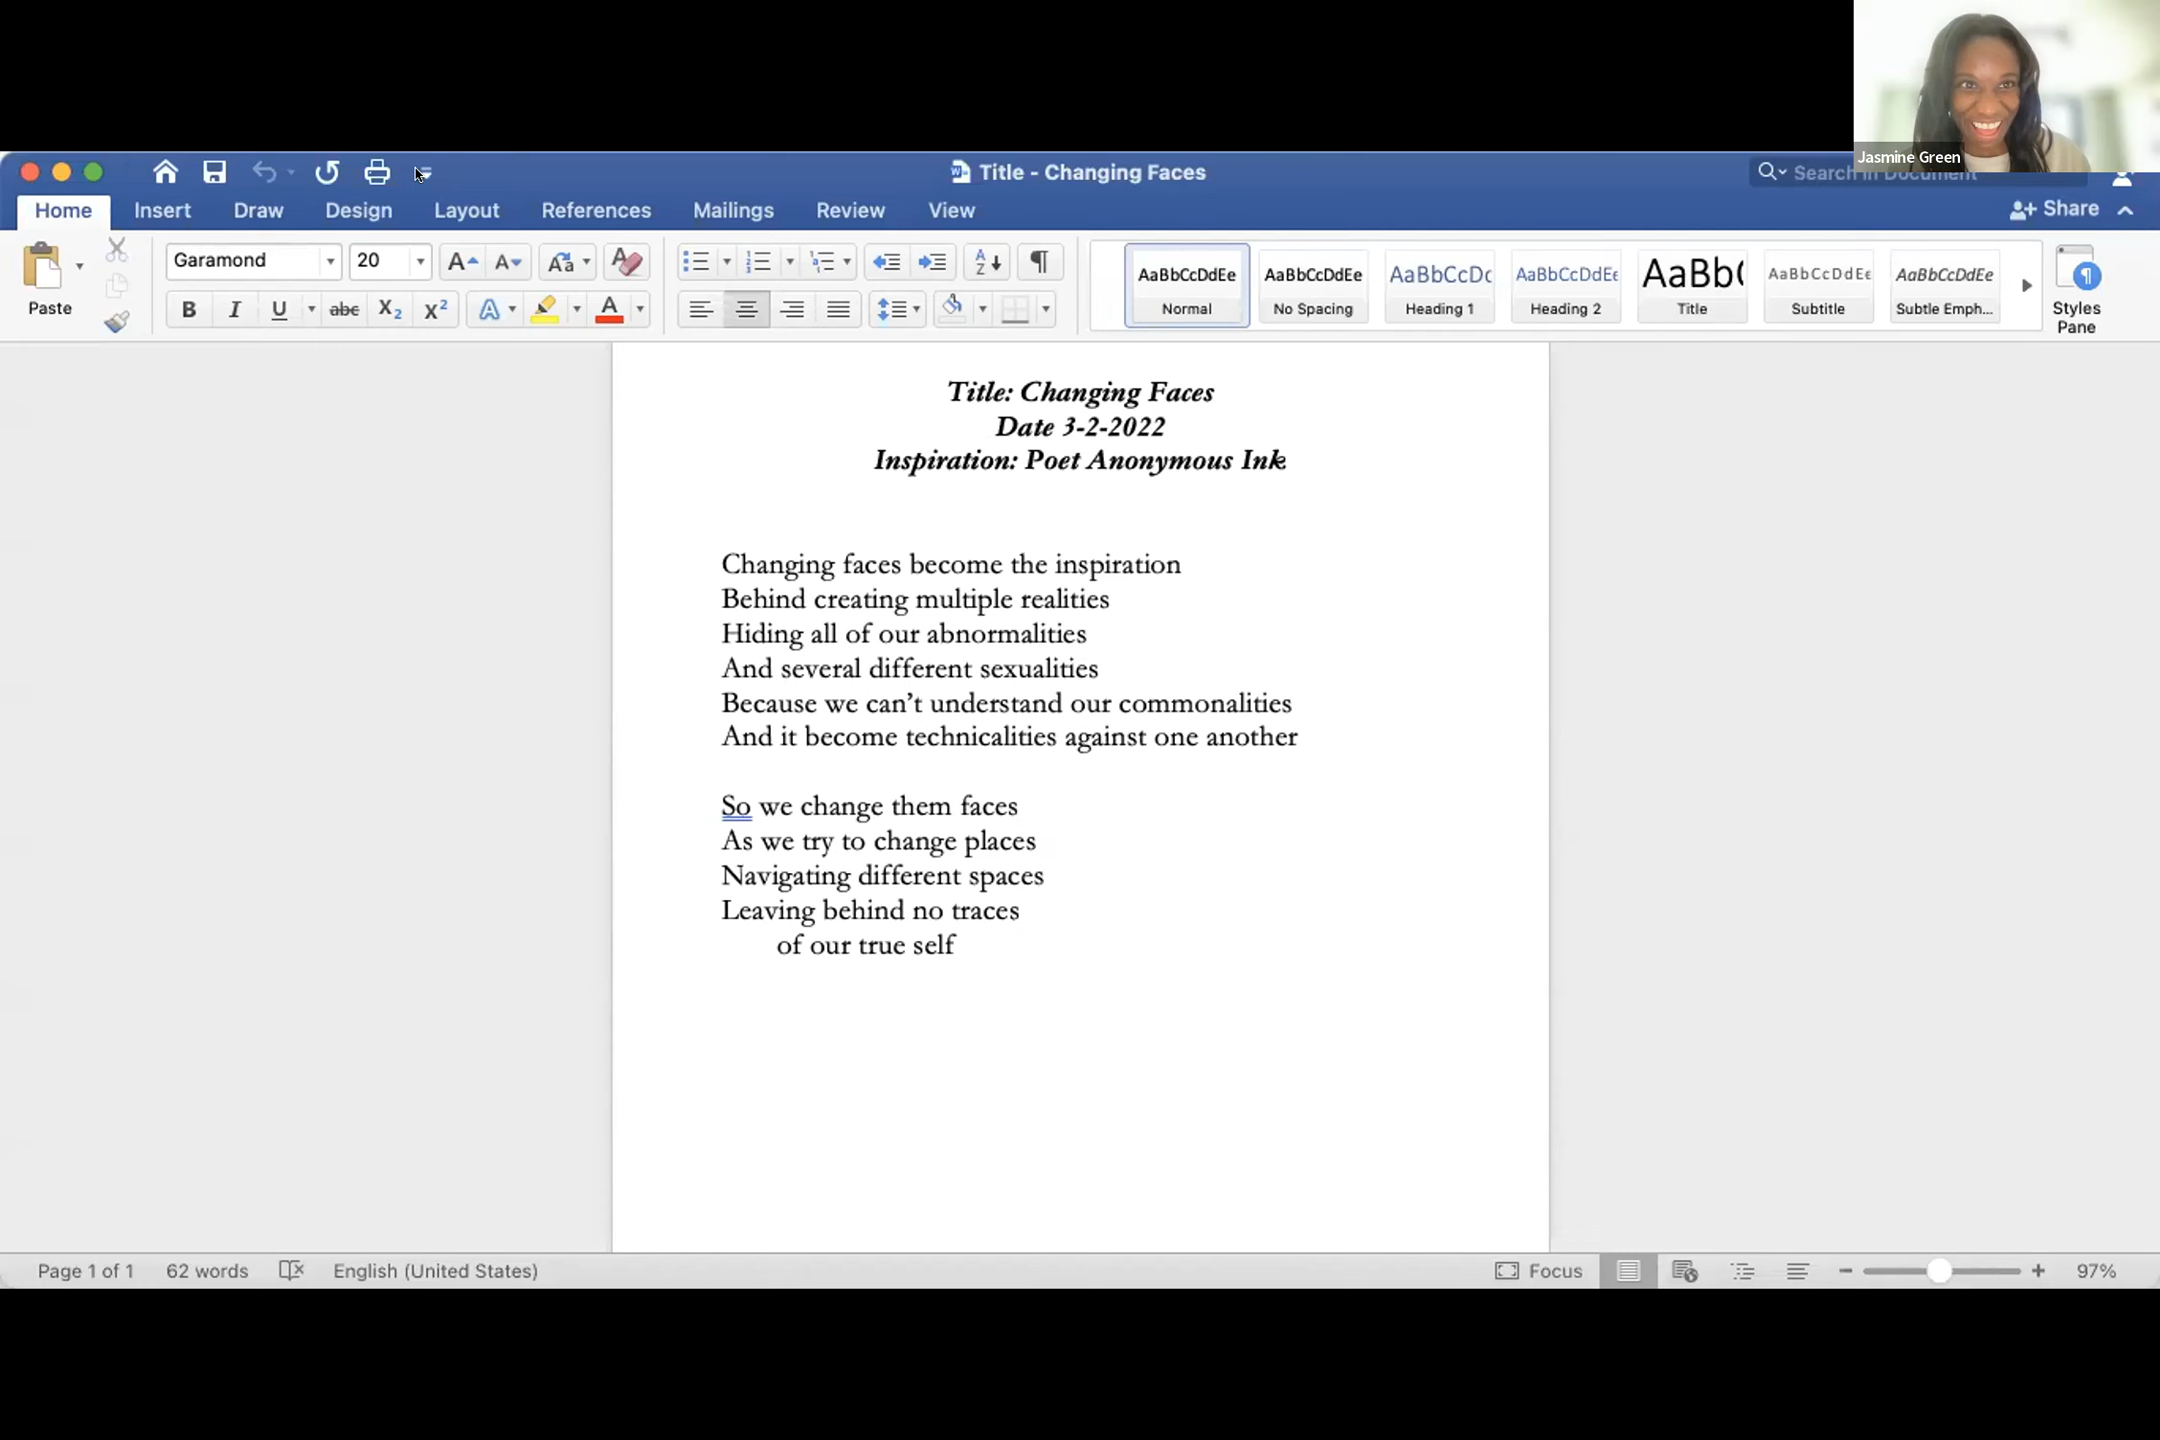 Jasmine Green
Title - Changing Faces
Search in Document
Home Insert Draw Design Layout References Mailings Review View
Share
Paste
Garamond 20
AaBbCcDdEe AaBbCcDdEe AaBbCcDc AaBbCcDdEe AaBb( AaBbCcDdEe AaBbCcDdEe
Normal No Spacing Heading 1 Heading 2 Title Subtitle Subtle Emph...
Styles
Pane
Title: Changing Faces
Date 3-2-2022
Inspiration: Poet Anonymous Ink
Changing faces become the inspiration
Behind creating multiple realities
Hiding all of our abnormalities
And several different sexualities
Because we can’t understand our commonalities
And it become technicalities against one another
So we change them faces
As we try to change places
Navigating different spaces
Leaving behind no traces
of our true self
Page 1 of 1 62 words English (United States) Focus 97%